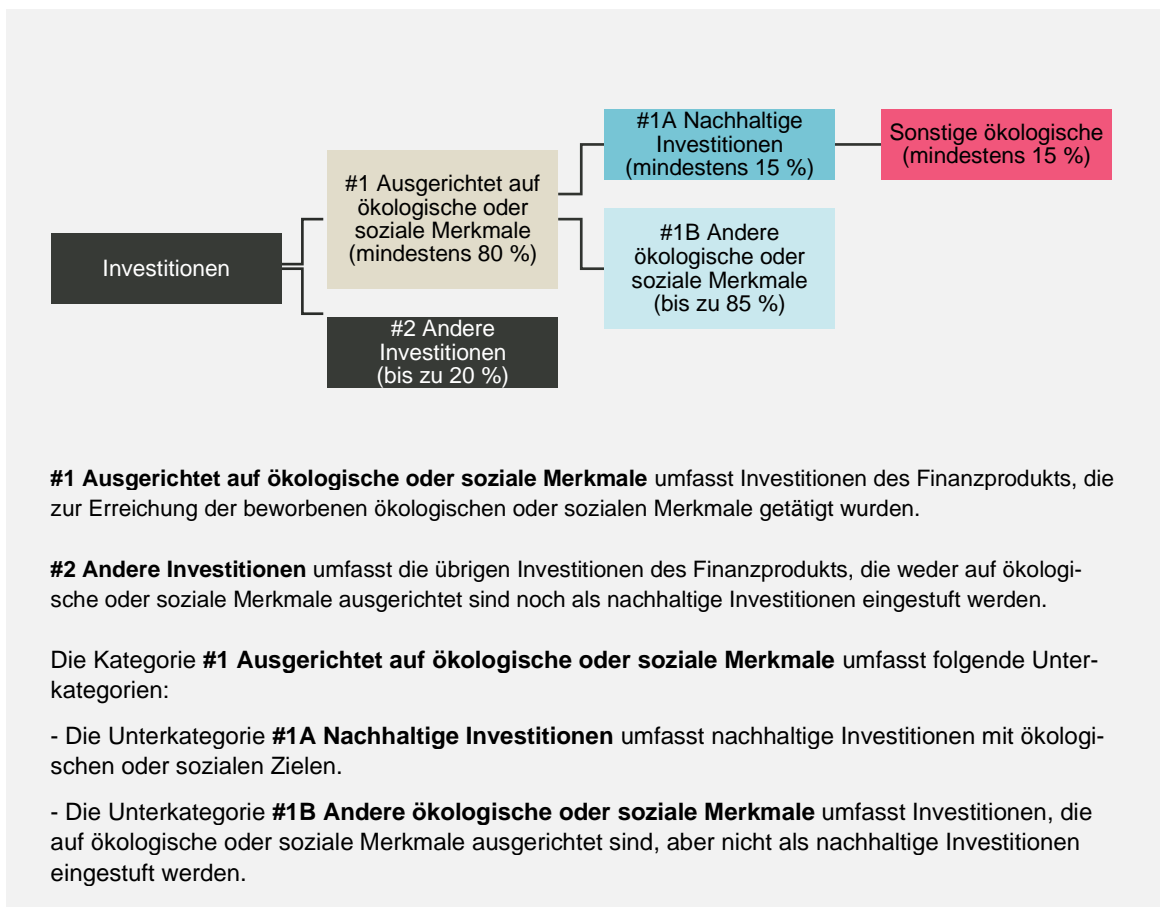 Investitionen
#1 Ausgerichtet auf
ökologische oder
soziale Merkmale
(mindestens 80 %)
#2 Andere
Investitionen
(bis zu 20 %)
#1A Nachhaltige
Investitionen
(mindestens 15 %)
#1B Andere
ökologische oder
soziale Merkmale
(bis zu 85 %)
Sonstige ökologische
(mindestens 15 %)
#1 Ausgerichtet auf ökologische oder soziale Merkmale umfasst Investitionen des Finanzprodukts, die
zur Erreichung der beworbenen ökologischen oder sozialen Merkmale getätigt wurden.
#2 Andere Investitionen umfasst die übrigen Investitionen des Finanzprodukts, die weder auf ökologi-
sche oder soziale Merkmale ausgerichtet sind noch als nachhaltige Investitionen eingestuft werden.
Die Kategorie #1 Ausgerichtet auf ökologische oder soziale Merkmale umfasst folgende Unter-
kategorien:
- Die Unterkategorie #1A Nachhaltige Investitionen umfasst nachhaltige Investitionen mit ökologi-
schen oder sozialen Zielen.
- Die Unterkategorie #1B Andere ökologische oder soziale Merkmale umfasst Investitionen, die
auf ökologische oder soziale Merkmale ausgerichtet sind, aber nicht als nachhaltige Investitionen
eingestuft werden.